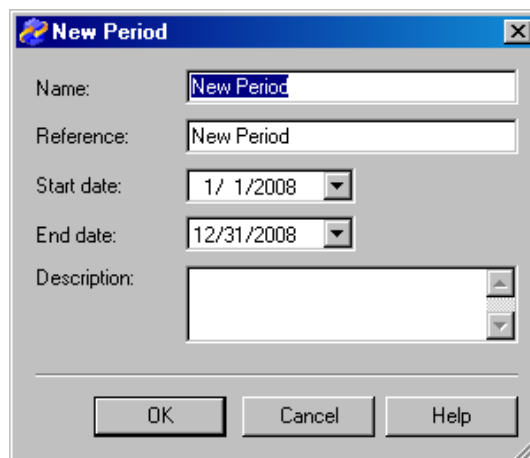 New Period
Name: New Period
Reference: New Period
Start date: 1/ 1/2008
End date: 12/31/2008
Description:
OK Cancel Help